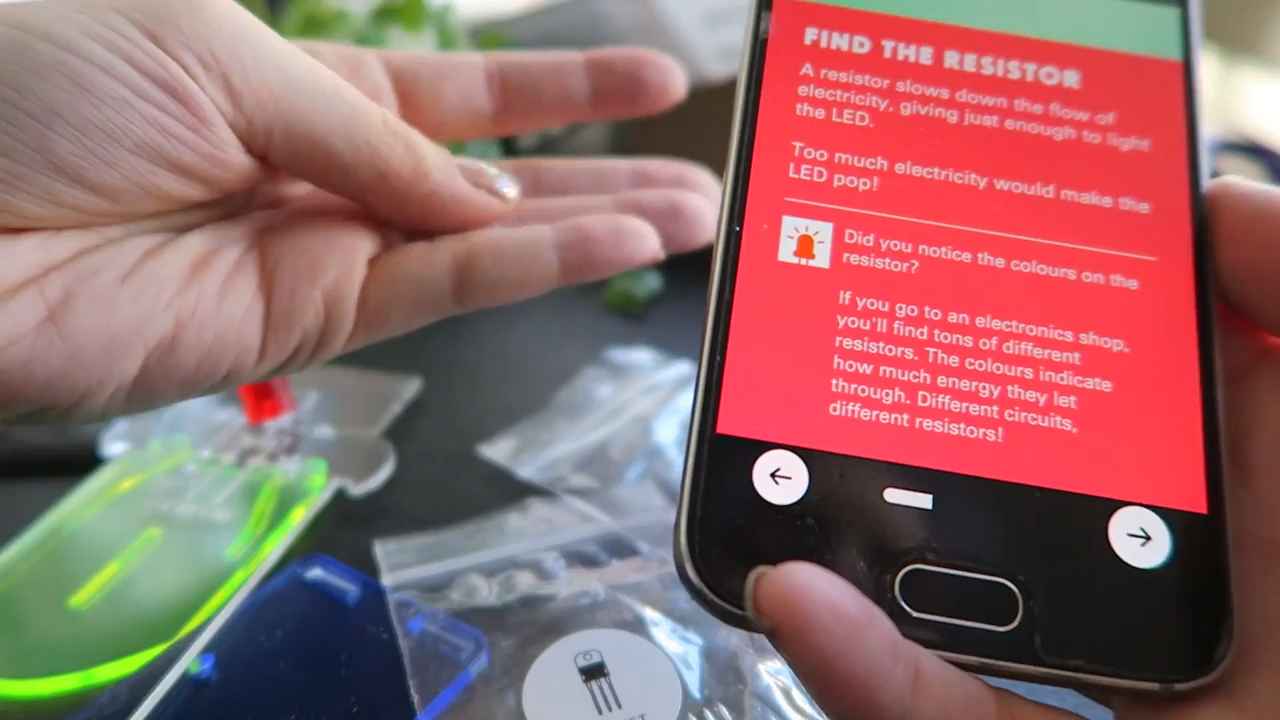 FIND THE RESISTOR
A resistor slows down the flow of
electricity, giving just enough to light
the LED.
Too much electricity would make the
LED pop!
Did you notice the colours on the
resistor?
If you go to an electronics shop,
you'll find tons of different
resistors. The colours indicate
how much energy they let
through. Different circuits,
different resistors!